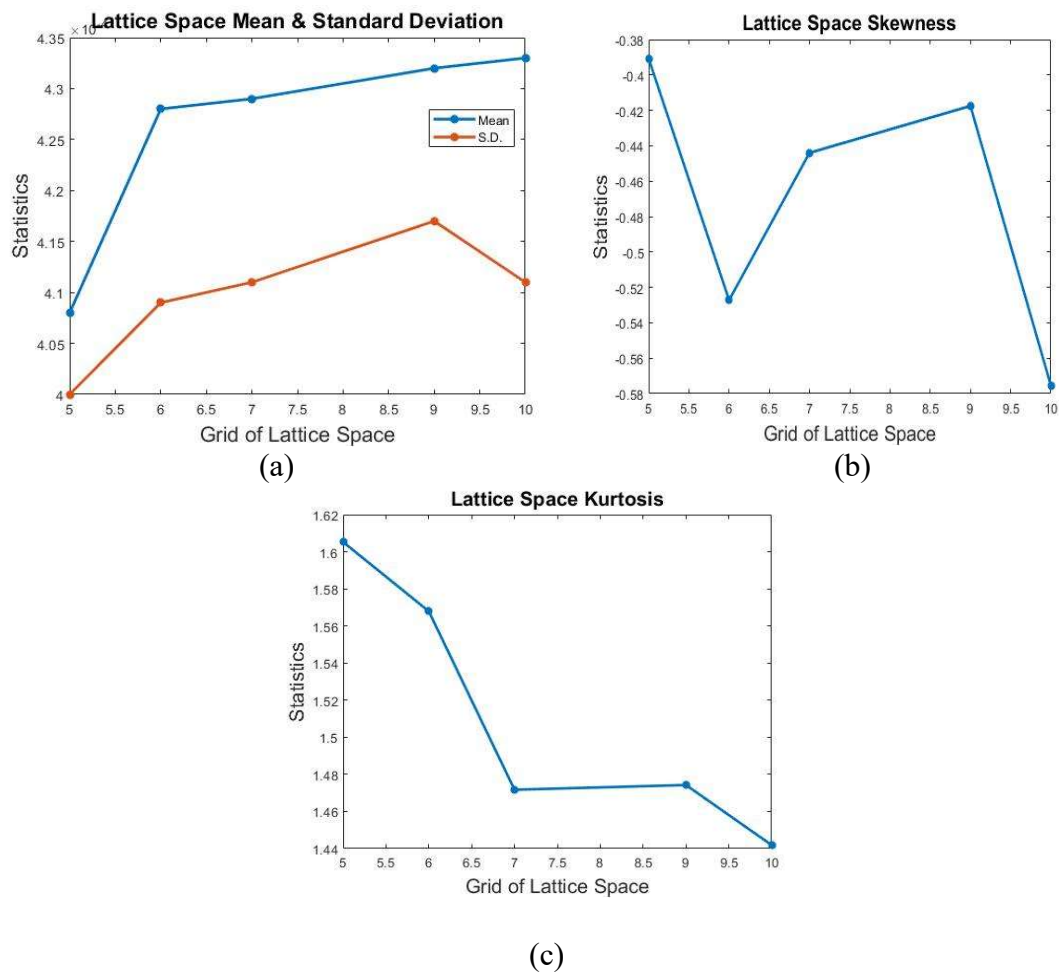 Lattice Space Mean & Standard Deviation
× 10
4.35
4.3
4.25
4.2
4.15
4.1
4.05
4
Statistics
Mean
S.D.
5 5.5 6 6.5 7 7.5 8 8.5 9 9.5 10
Grid of Lattice Space
(a)
Lattice Space Skewness
-0.38
-0.4
-0.42
-0.44
-0.46
-0.48
-0.5
-0.52
-0.54
-0.56
-0.58
Statistics
5 5.5 6 6.5 7 7.5 8 8.5 9 9.5 10
Grid of Lattice Space
(b)
Lattice Space Kurtosis
1.62
1.6
1.58
1.56
1.54
1.52
1.5
1.48
1.46
1.44
Statistics
5 5.5 6 6.5 7 7.5 8 8.5 9 9.5 10
Grid of Lattice Space
(c)